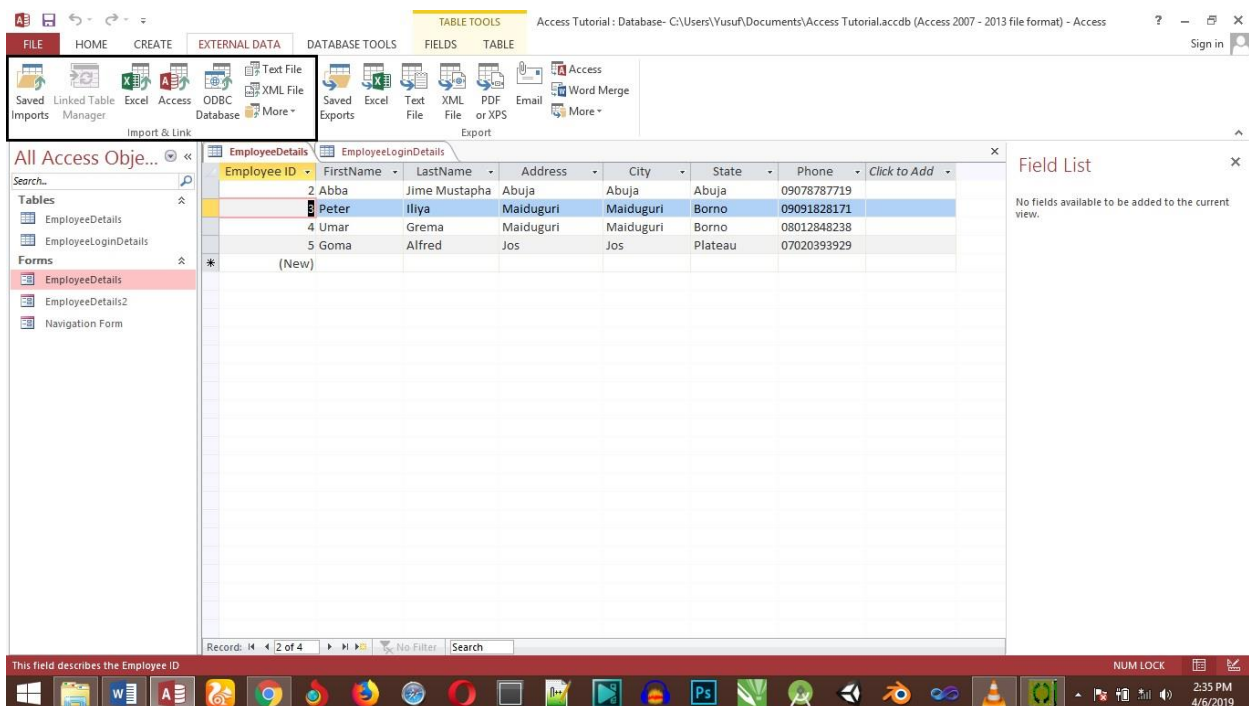 TABLE TOOLS
Access Tutorial : Database- C:\Users\Yusuf\Documents\Access Tutorial.accdb (Access 2007 - 2013 file format) - Access
?
FILE HOME CREATE EXTERNAL DATA DATABASE TOOLS FIELDS TABLE
Sign in
Saved Imports
Linked Table Manager
Excel
Access
ODBC Database
Text File
XML File
More
Import & Link
Saved Exports
Excel
Text File
XML File
PDF or XPS
Email
Access
Word Merge
More
Export
All Access Obje...
Search...
Tables
EmployeeDetails
EmployeeLoginDetails
Forms
EmployeeDetails
EmployeeDetails2
Navigation Form
EmployeeDetails EmployeeLoginDetails
Employee ID FirstName LastName Address City State Phone Click to Add
2 Abba Jime Mustapha Abuja Abuja Abuja 09078787719
3 Peter Iliya Maiduguri Maiduguri Borno 09091828171
4 Umar Grema Maiduguri Maiduguri Borno 08012848238
5 Goma Alfred Jos Jos Plateau 07020393929
(New)
Field List
No fields available to be added to the current
view.
Record: 2 of 4 No Filter Search
This field describes the Employee ID
NUM LOCK
Ps
2:35 PM
4/6/2019